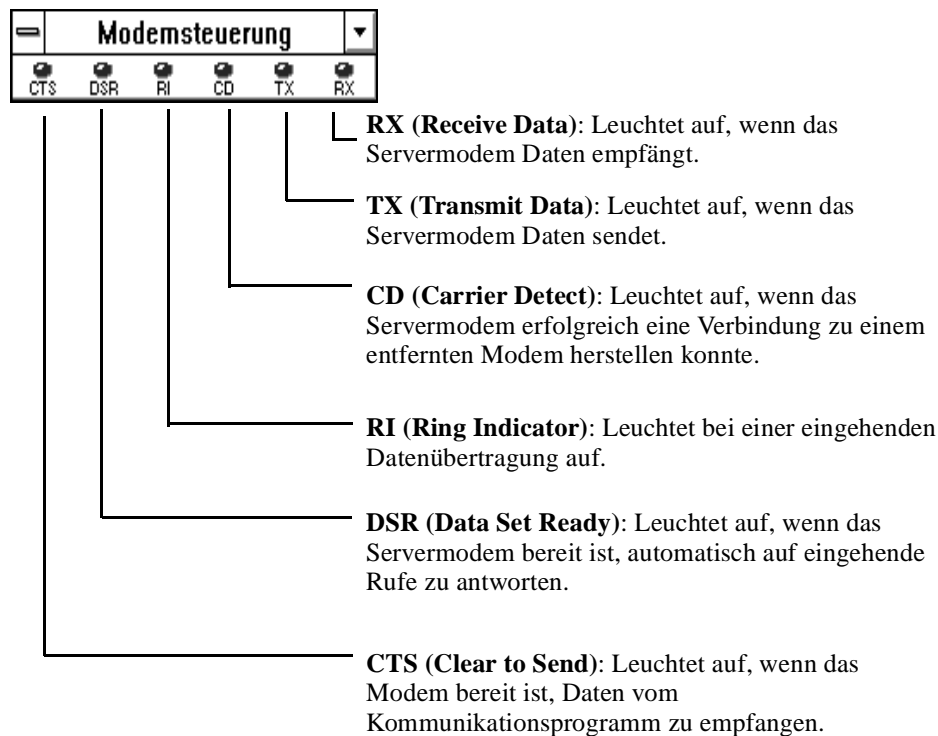 Modemsteuerung
CTS DSR RI CD TX RX
RX (Receive Data): Leuchtet auf, wenn das
Servermodem Daten empfängt.
TX (Transmit Data): Leuchtet auf, wenn das
Servermodem Daten sendet.
CD (Carrier Detect): Leuchtet auf, wenn das
Servermodem erfolgreich eine Verbindung zu einem
entfernten Modem herstellen konnte.
RI (Ring Indicator): Leuchtet bei einer eingehenden
Datenübertragung auf.
DSR (Data Set Ready): Leuchtet auf, wenn das
Servermodem bereit ist, automatisch auf eingehende
Rufe zu antworten.
CTS (Clear to Send): Leuchtet auf, wenn das
Modem bereit ist, Daten vom
Kommunikationsprogramm zu empfangen.